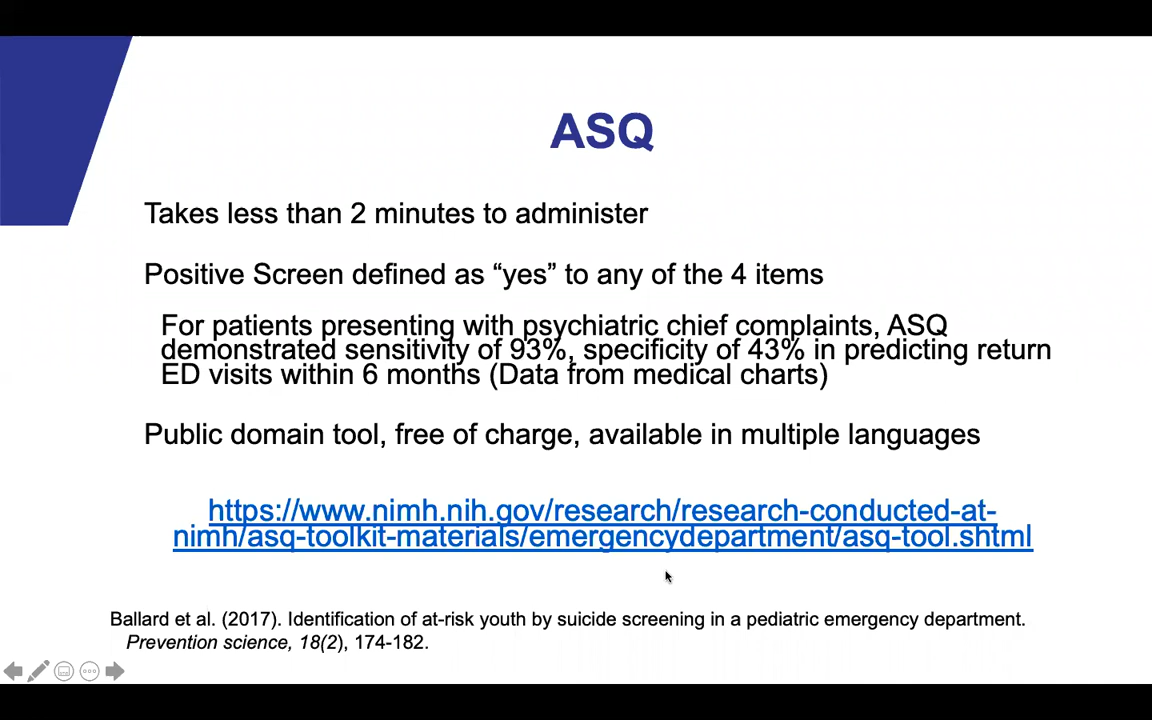 ASQ
Takes less than 2 minutes to administer
Positive Screen defined as “yes” to any of the 4 items
For patients presenting with psychiatric chief complaints, ASQ
demonstrated sensitivity of 93%, specificity of 43% in predicting return
ED visits within 6 months (Data from medical charts)
Public domain tool, free of charge, available in multiple languages
https://www.nimh.nih.gov/research/research-conducted-at-
nimh/asq-toolkit-materials/emergencydepartment/asq-tool.shtml
Ballard et al. (2017). Identification of at-risk youth by suicide screening in a pediatric emergency department.
Prevention science, 18(2), 174-182.